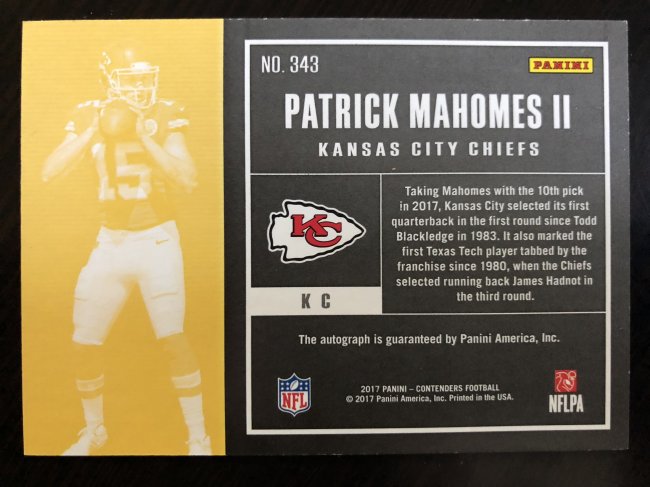 NO. 343
PANINI
PATRICK MAHOMES II
KANSAS CITY CHIEFS
15
KC
Taking Mahomes with the 10th pick
in 2017, Kansas City selected its first
quarterback in the first round since Todd
Blackledge in 1983. It also marked the
first Texas Tech player tabbed by the
franchise since 1980, when the Chiefs
selected running back James Hadnot in
the third round.
K C
The autograph is guaranteed by Panini America, Inc.
NFL
2017 PANINI – CONTENDERS FOOTBALL
© 2017 Panini America, Inc. Printed in the USA.
NFLPA